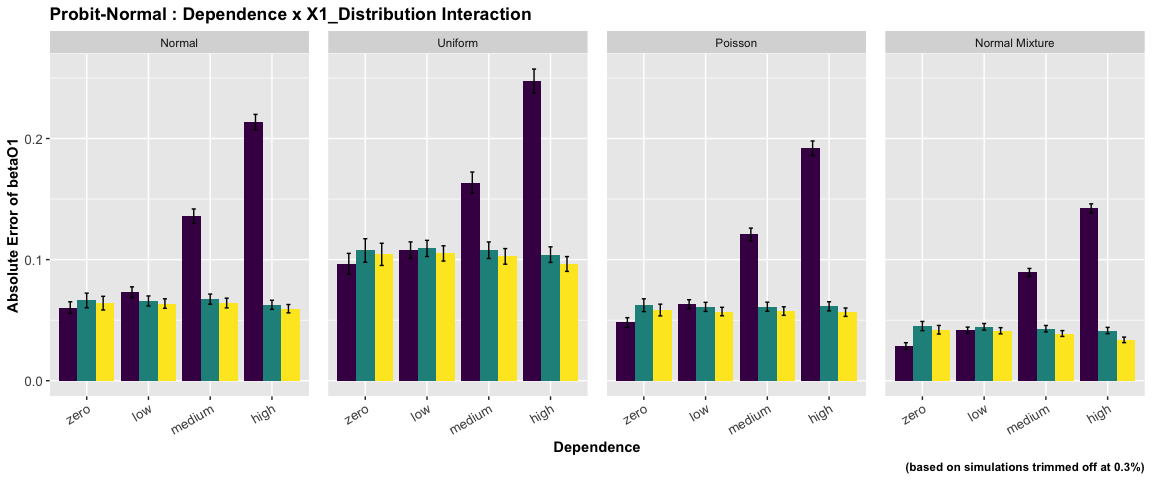 Probit-Normal : Dependence x X1_Distribution Interaction
Normal
Uniform
Poisson
Normal Mixture
Absolute Error of betaO1
0.2
0.1
0.0
zero low medium high
zero low medium high
zero low medium high
zero low medium high
Dependence
(based on simulations trimmed off at 0.3%)